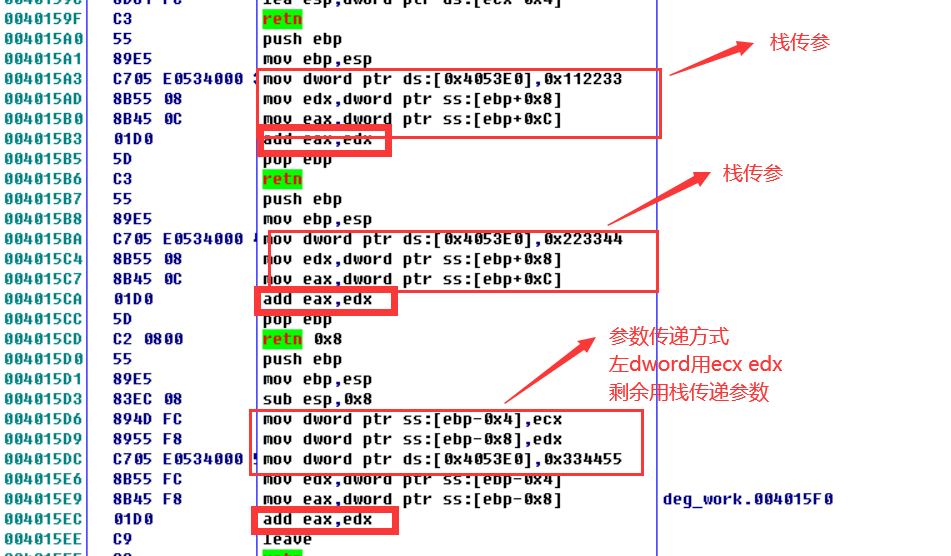 0040159F C3 retn
004015A0 55 push ebp
004015A1 89E5 mov ebp,esp
004015A3 C705 E0534000 mov dword ptr ds:[0x4053E0],0x112233
栈传参
004015AD 8B55 08 mov edx,dword ptr ss:[ebp+0x8]
004015B0 8B45 0C mov eax,dword ptr ss:[ebp+0xC]
004015B3 01D0 add eax,edx
004015B5 5D pop ebp
004015B6 C3 retn
栈传参
004015B7 55 push ebp
004015B8 89E5 mov ebp,esp
004015BA C705 E0534000 mov dword ptr ds:[0x4053E0],0x223344
004015C4 8B55 08 mov edx,dword ptr ss:[ebp+0x8]
004015C7 8B45 0C mov eax,dword ptr ss:[ebp+0xC]
004015CA 01D0 add eax,edx
004015CC 5D pop ebp
004015CD C2 0800 retn 0x8
参数传递方式
左dword用ecx edx
剩余用栈传递参数
004015D0 55 push ebp
004015D1 89E5 mov ebp,esp
004015D3 83EC 08 sub esp,0x8
004015D6 894D FC mov dword ptr ss:[ebp-0x4],ecx
004015D9 8955 F8 mov dword ptr ss:[ebp-0x8],edx
004015DC C705 E0534000 mov dword ptr ds:[0x4053E0],0x334455
004015E6 8B55 FC mov edx,dword ptr ss:[ebp-0x4]
004015E9 8B45 F8 mov eax,dword ptr ss:[ebp-0x8] deg_work.004015F0
004015EC 01D0 add eax,edx
004015EE C9 leave